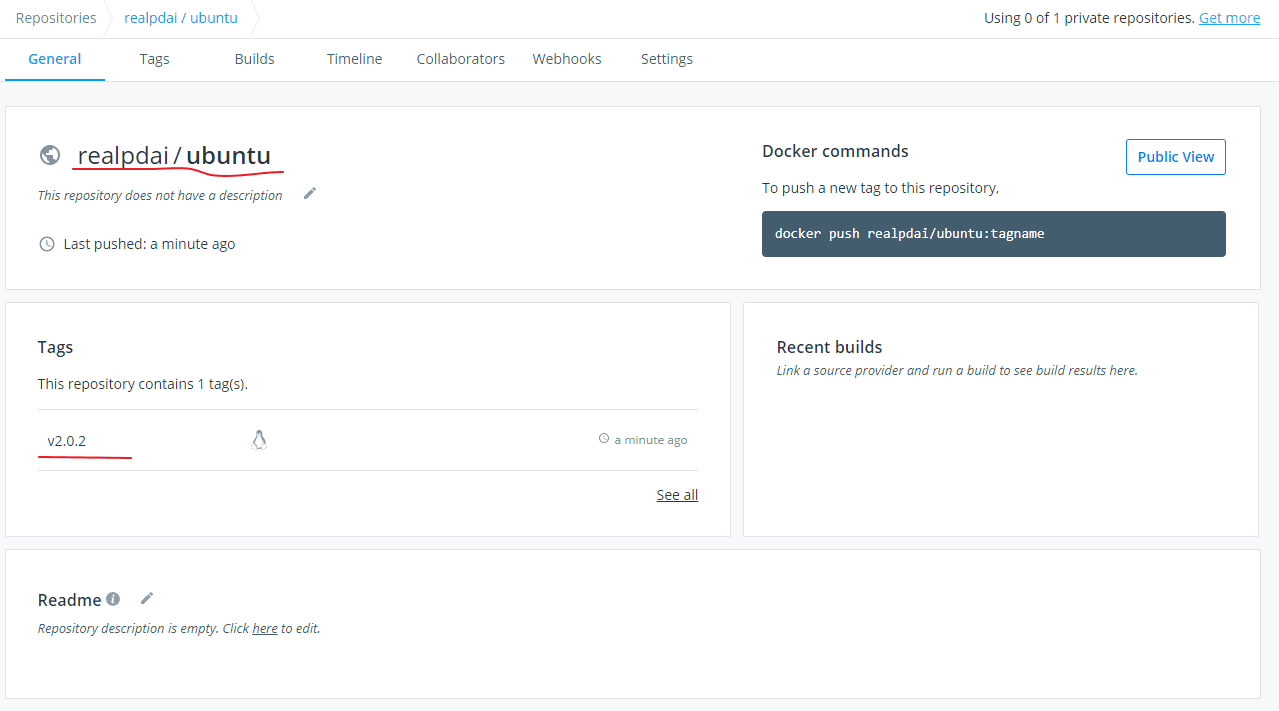 Repositories realpdai / ubuntu Using 0 of 1 private repositories. Get more
General Tags Builds Timeline Collaborators Webhooks Settings
realpdai / ubuntu
This repository does not have a description
Last pushed: a minute ago
Docker commands
Public View
To push a new tag to this repository,
docker push realpdai/ubuntu:tagname
Tags
This repository contains 1 tag(s).
v2.0.2 a minute ago
See all
Recent builds
Link a source provider and run a build to see build results here.
Readme
Repository description is empty. Click here to edit.